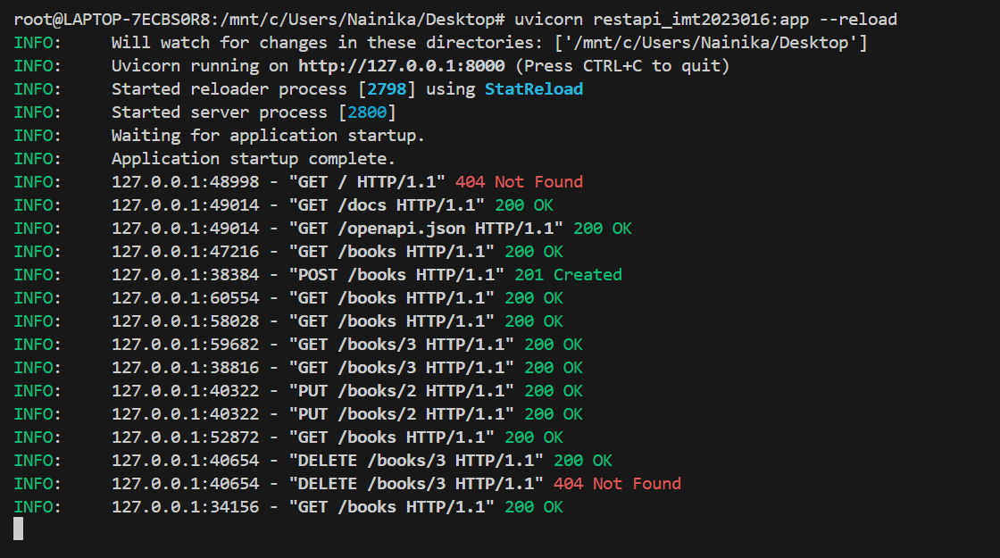 root@LAPTOP-7ECBS0R8:/mnt/c/Users/Nainika/Desktop# uvicorn restapi_imt2023016:app --reload
INFO:     Will watch for changes in these directories: ['/mnt/c/Users/Nainika/Desktop']
INFO:     Uvicorn running on http://127.0.0.1:8000 (Press CTRL+C to quit)
INFO:     Started reloader process [2798] using StatReload
INFO:     Started server process [2800]
INFO:     Waiting for application startup.
INFO:     Application startup complete.
INFO:     127.0.0.1:48998 - "GET / HTTP/1.1" 404 Not Found
INFO:     127.0.0.1:49014 - "GET /docs HTTP/1.1" 200 OK
INFO:     127.0.0.1:49014 - "GET /openapi.json HTTP/1.1" 200 OK
INFO:     127.0.0.1:47216 - "GET /books HTTP/1.1" 200 OK
INFO:     127.0.0.1:38384 - "POST /books HTTP/1.1" 201 Created
INFO:     127.0.0.1:60554 - "GET /books HTTP/1.1" 200 OK
INFO:     127.0.0.1:58028 - "GET /books HTTP/1.1" 200 OK
INFO:     127.0.0.1:59682 - "GET /books/3 HTTP/1.1" 200 OK
INFO:     127.0.0.1:38816 - "GET /books/3 HTTP/1.1" 200 OK
INFO:     127.0.0.1:40322 - "PUT /books/2 HTTP/1.1" 200 OK
INFO:     127.0.0.1:40322 - "PUT /books/2 HTTP/1.1" 200 OK
INFO:     127.0.0.1:52872 - "GET /books HTTP/1.1" 200 OK
INFO:     127.0.0.1:40654 - "DELETE /books/3 HTTP/1.1" 200 OK
INFO:     127.0.0.1:40654 - "DELETE /books/3 HTTP/1.1" 404 Not Found
INFO:     127.0.0.1:34156 - "GET /books HTTP/1.1" 200 OK